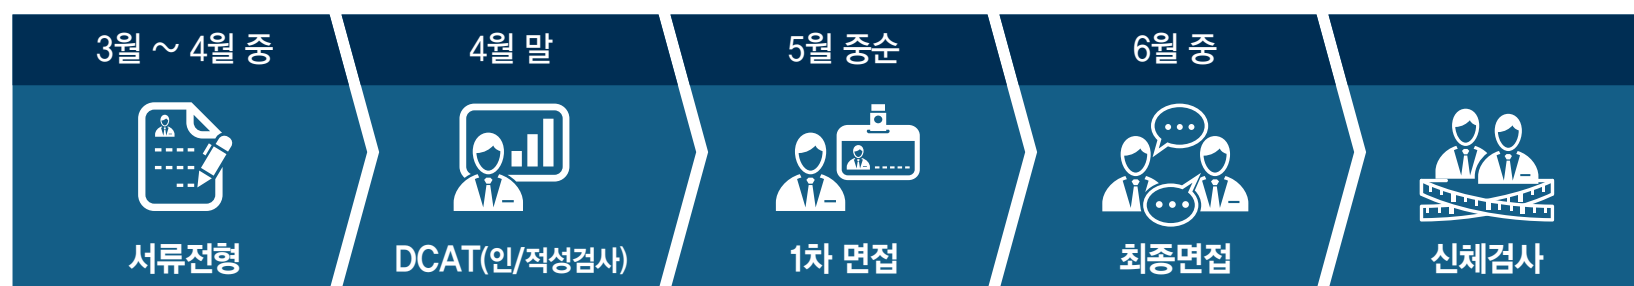 3월 ~ 4월 중
4월 말
5월 중순
6월 중
서류전형
DCAT(인/적성검사)
1차 면접
최종면접
신체검사